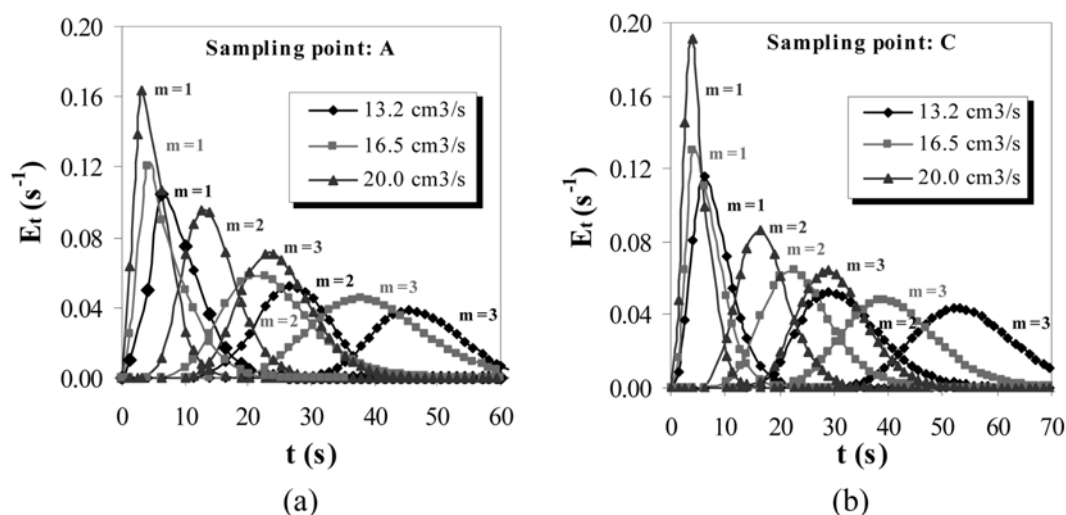 Sampling point: A
13.2 cm3/s
16.5 cm3/s
20.0 cm3/s
m=1
m=1
m=1
m=2
m=3
m=2
m=3
m=2
m=3
0.20
0.16
0.12
0.08
0.04
0.00
Et (s-1)
0 10 20 30 40 50 60
t (s)
(a)
Sampling point: C
13.2 cm3/s
16.5 cm3/s
20.0 cm3/s
m=1
m=1
m=1
m=2
m=2
m=3
m=3
m=2
m=3
0.20
0.16
0.12
0.08
0.04
0.00
Et (s-1)
0 10 20 30 40 50 60 70
t (s)
(b)